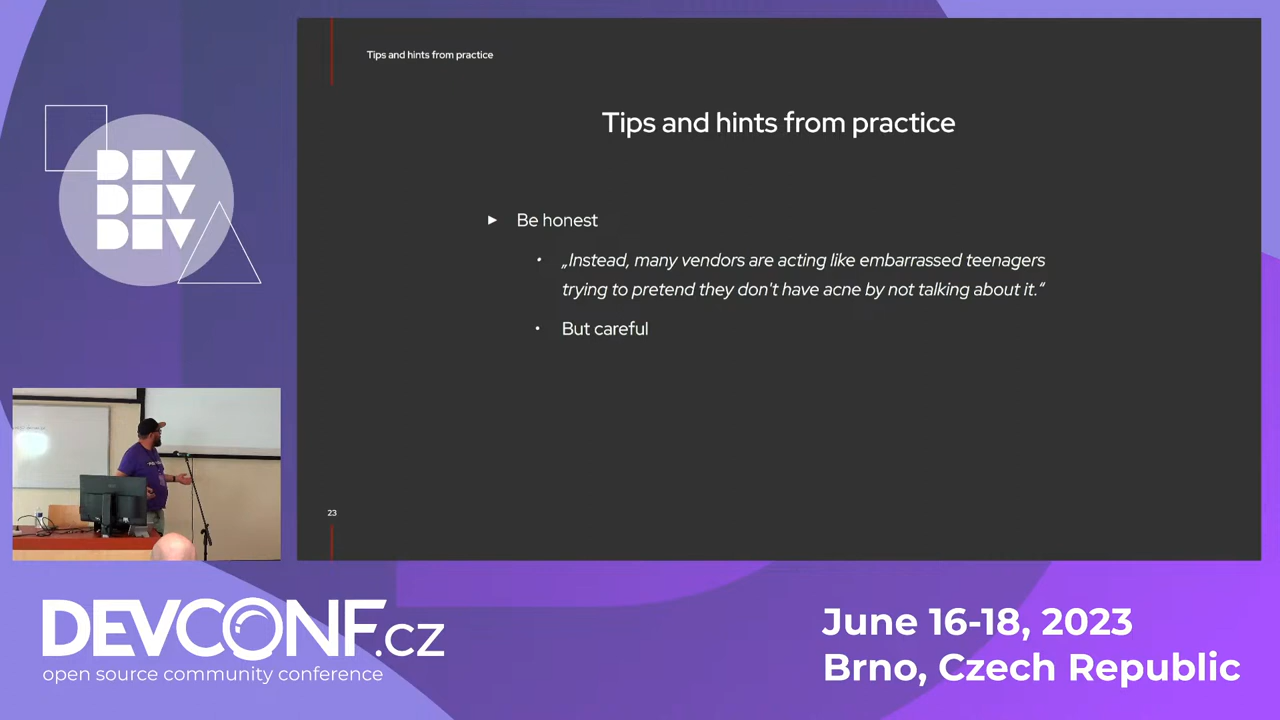 Tips and hints from practice
Tips and hints from practice
► Be honest
• „Instead, many vendors are acting like embarrassed teenagers
trying to pretend they don't have acne by not talking about it.“
• But careful
23
DEV
DEV
DEV
DEVCONF.cz
open source community conference
June 16-18, 2023
Brno, Czech Republic